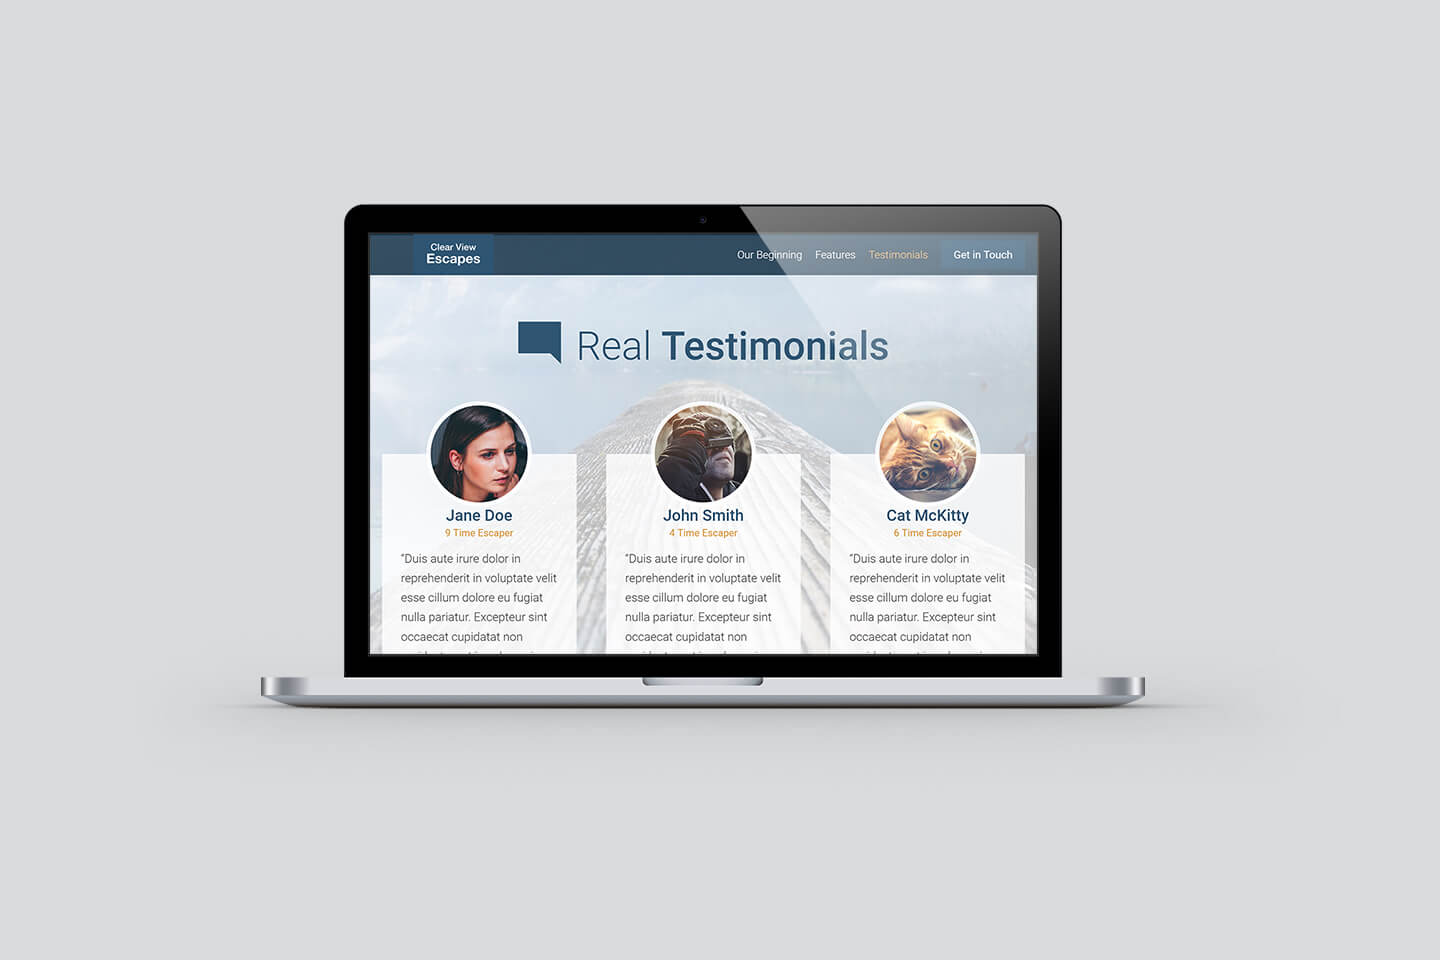 Clear View
Escapes
Our Beginning Features Testimonials Get in Touch
Real Testimonials
Jane Doe
9 Time Escaper
“Duis aute irure dolor in
reprehenderit in voluptate velit
esse cillum dolore eu fugiat
nulla pariatur. Excepteur sint
occaecat cupidatat non
John Smith
4 Time Escaper
“Duis aute irure dolor in
reprehenderit in voluptate velit
esse cillum dolore eu fugiat
nulla pariatur. Excepteur sint
occaecat cupidatat non
Cat McKitty
6 Time Escaper
“Duis aute irure dolor in
reprehenderit in voluptate velit
esse cillum dolore eu fugiat
nulla pariatur. Excepteur sint
occaecat cupidatat non